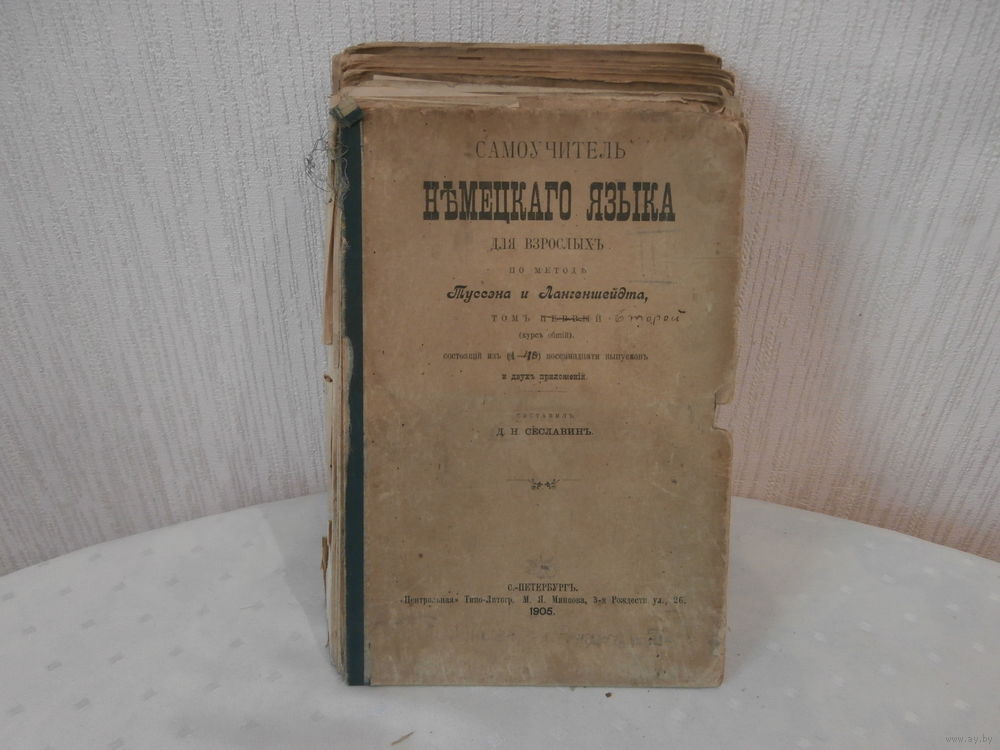 САМОУЧИТЕЛЬ
НѢМЕЦКАГО ЯЗЫКА
ДЛЯ ВЗРОСЛЫХЪ
ПО МЕТОДѢ
Туссэна и Лангеншейдта,
ТОМЪ ПЕРВЫЙ второй
(курсъ общій).
состоящій изъ восемнадцати выпусковъ
и двухъ приложеній.
СОСТАВИЛЪ
Д. Н. СЕСЛАВИНЪ.
С.-ПЕТЕРБУРГЪ.
«Центральная» Типо-Литогр. М. Я. Минкова, 3-я Рождеств. ул., 26.
1905.
www.ay.by